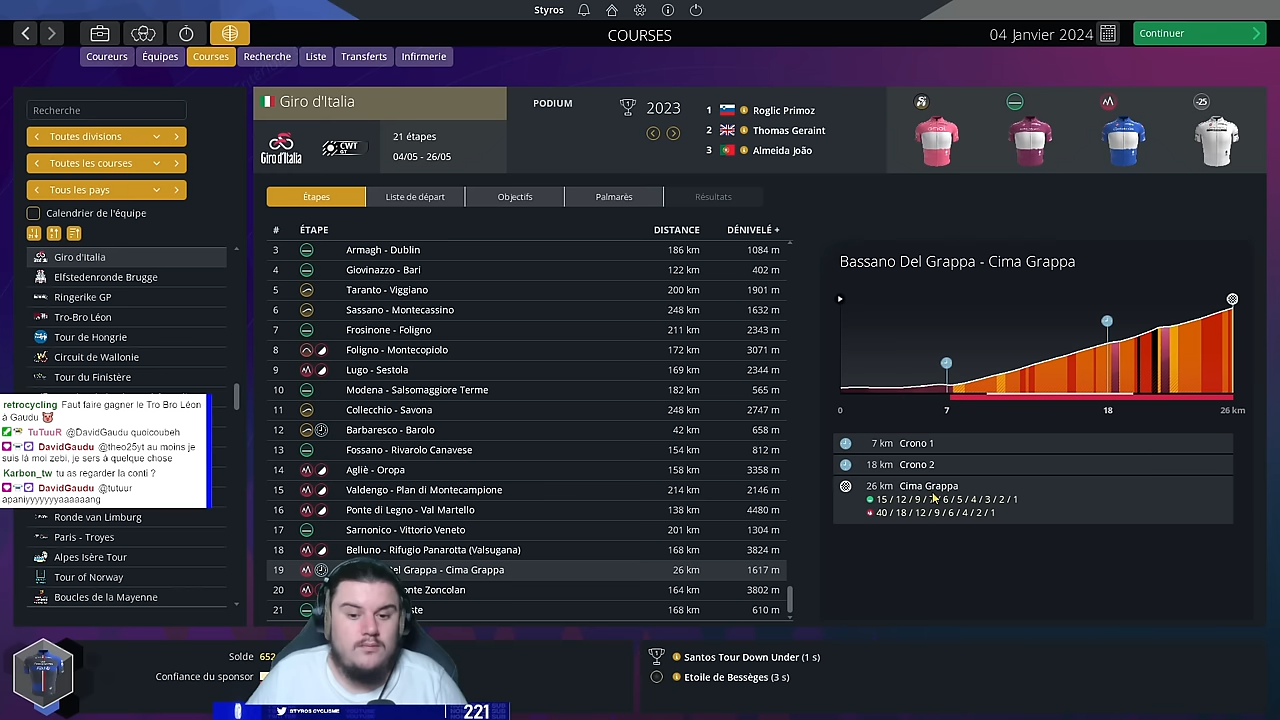 Styros
COURSES
04 Janvier 2024
Continuer
Coureurs
Équipes
Courses
Recherche
Liste
Transferts
Infirmerie
Recherche
Toutes divisions
Toutes les courses
Tous les pays
Calendrier de l'équipe
Giro d'Italia
Elfstedenronde Brugge
Ringerike GP
Tro-Bro Léon
Tour de Hongrie
Circuit de Wallonie
Tour du Finistère
retrocycling Faut faire gagner le Tro Bro Léon
à Gaudu
TuTuuR @DavidGaudu quoicoubeh
DavidGaudu @theo25yt au moins je
suis là moi zebi, je sers à quelque chose
Karbon_tw tu as regarder la conti ?
DavidGaudu @tutuur
apaniyyyyyyaaaaang
Ronde van Limburg
Paris - Troyes
Alpes Isère Tour
Tour of Norway
Boucles de la Mayenne
Giro d'Italia
Giro d'Italia
CWT
21 étapes
04/05 - 26/05
PODIUM
2023
1 Roglic Primoz
2 Thomas Geraint
3 Almeida João
-25
Étapes
Liste de départ
Objectifs
Palmarès
Résultats
# ÉTAPE DISTANCE DÉNIVELÉ +
3 Armagh - Dublin 186 km 1084 m
4 Giovinazzo - Bari 122 km 402 m
5 Taranto - Viggiano 200 km 1901 m
6 Sassano - Montecassino 248 km 1632 m
7 Frosinone - Foligno 211 km 2343 m
8 Foligno - Montecopiolo 172 km 3071 m
9 Lugo - Sestola 169 km 2344 m
10 Modena - Salsomaggiore Terme 182 km 565 m
11 Collecchio - Savona 248 km 2747 m
12 Barbaresco - Barolo 42 km 658 m
13 Fossano - Rivarolo Canavese 154 km 812 m
14 Agliè - Oropa 158 km 3358 m
15 Valdengo - Plan di Montecampione 214 km 2146 m
16 Ponte di Legno - Val Martello 138 km 4480 m
17 Sarnonico - Vittorio Veneto 201 km 1304 m
18 Belluno - Rifugio Panarotta (Valsugana) 168 km 3824 m
19 el Grappa - Cima Grappa 26 km 1617 m
20 onte Zoncolan 164 km 3802 m
21 ste 168 km 610 m
Bassano Del Grappa - Cima Grappa
0 7 18 26 km
7 km Crono 1
18 km Crono 2
26 km Cima Grappa
15 / 12 / 9 / 7 / 6 / 5 / 4 / 3 / 2 / 1
40 / 18 / 12 / 9 / 6 / 4 / 2 / 1
Solde 652
Confiance du sponsor
Santos Tour Down Under (1 s)
Etoile de Bessèges (3 s)
STYROS CYCLISME
221